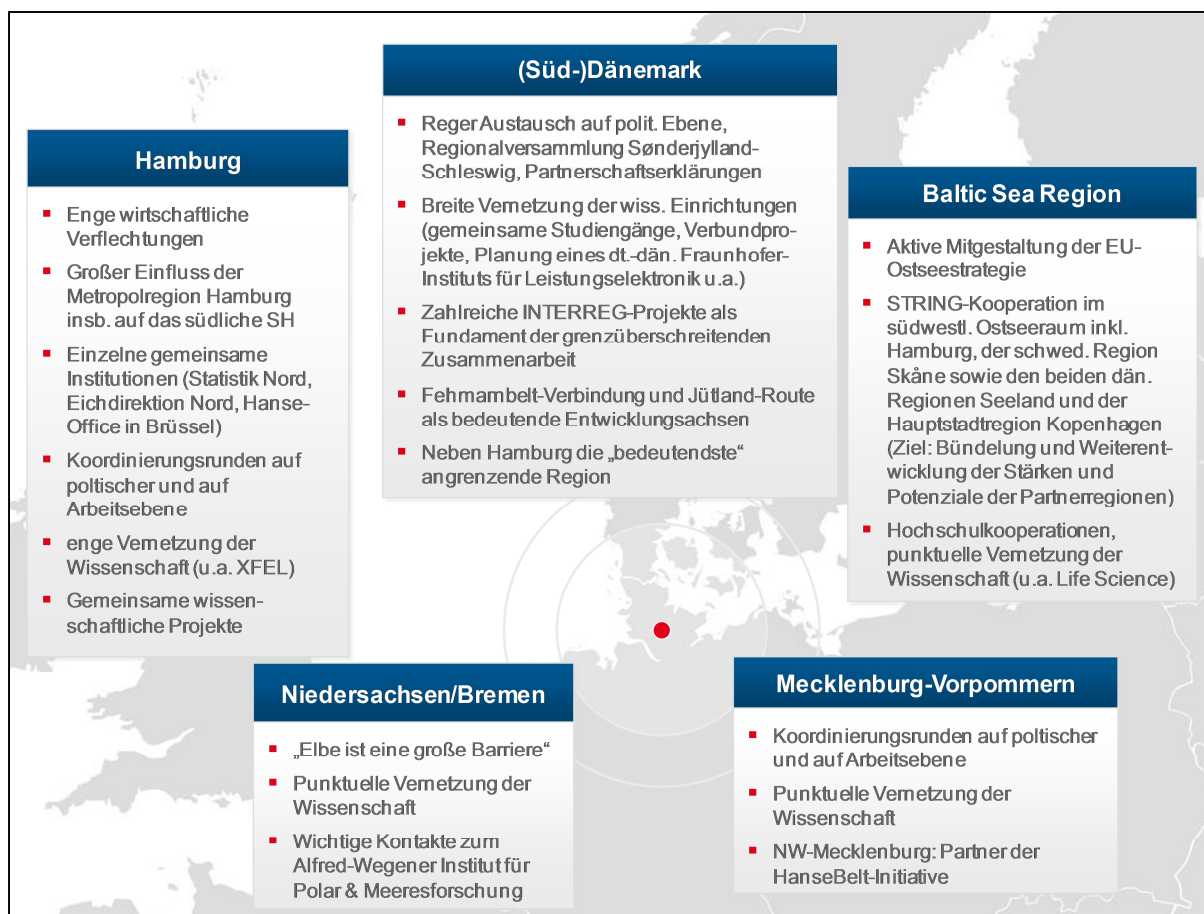 (Süd-)Dänemark
Reger Austausch auf polit. Ebene,
Regionalversammlung Sønderjylland-
Schleswig, Partnerschaftserklärungen
Breite Vernetzung der wiss. Einrichtungen
(gemeinsame Studiengänge, Verbundpro-
jekte, Planung eines dt.-dän. Fraunhofer-
Instituts für Leistungselektronik u.a.)
Zahlreiche INTERREG-Projekte als
Fundament der grenzüberschreitenden
Zusammenarbeit
Fehmarnbelt-Verbindung und Jütland-Route
als bedeutende Entwicklungsachsen
Neben Hamburg die „bedeutendste“
angrenzende Region
Hamburg
Enge wirtschaftliche
Verflechtungen
Großer Einfluss der
Metropolregion Hamburg
insb. auf das südliche SH
Einzelne gemeinsame
Institutionen (Statistik Nord,
Eichdirektion Nord, Hanse-
Office in Brüssel)
Koordinierungsrunden auf
poltischer und auf
Arbeitsebene
enge Vernetzung der
Wissenschaft (u.a. XFEL)
Gemeinsame wissen-
schaftliche Projekte
Baltic Sea Region
Aktive Mitgestaltung der EU-
Ostseestrategie
STRING-Kooperation im
südwestl. Ostseeraum inkl.
Hamburg, der schwed. Region
Skåne sowie den beiden dän.
Regionen Seeland und der
Hauptstadtregion Kopenhagen
(Ziel: Bündelung und Weiterent-
wicklung der Stärken und
Potenziale der Partnerregionen)
Hochschulkooperationen,
punktuelle Vernetzung der
Wissenschaft (u.a. Life Science)
Niedersachsen/Bremen
„Elbe ist eine große Barriere“
Punktuelle Vernetzung der
Wissenschaft
Wichtige Kontakte zum
Alfred-Wegener Institut für
Polar & Meeresforschung
Mecklenburg-Vorpommern
Koordinierungsrunden auf poltischer
und auf Arbeitsebene
Punktuelle Vernetzung der
Wissenschaft
NW-Mecklenburg: Partner der
HanseBelt-Initiative